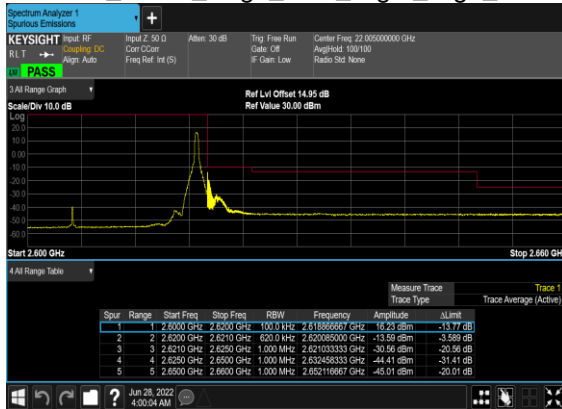 Spectrum Analyzer 1
Spurious Emissions
+
KEYSIGHT Input: RF Input Z: 50 Ω Atten: 30 dB Trig: Free Run Center Freq: 22.005000000 GHz
RLT Coupling: DC Corr CCorr Gate: Off Avg|Hold: 100/100
Align: Auto Freq Ref: Int (S) IF Gain: Low Radio Std: None
PASS
3 All Range Graph
Ref Lvl Offset 14.95 dB
Scale/Div 10.0 dB Ref Value 30.00 dBm
Log
20.0
10.0
0.00
-10.0
-20.0
-30.0
-40.0
-50.0
-60.0
Start 2.600 GHz Stop 2.660 GH
4 All Range Table
Measure Trace Trace 1
Trace Type Trace Average (Active)
Spur Range Start Freq Stop Freq RBW Frequency Amplitude ΔLimit
1 1 2.6000 GHz 2.6200 GHz 100.0 kHz 2.618866667 GHz 16.23 dBm -13.77 dB
2 2 2.6200 GHz 2.6210 GHz 620.0 kHz 2.620085000 GHz -13.59 dBm -3.589 dB
3 3 2.6210 GHz 2.6250 GHz 1.000 MHz 2.621033333 GHz -30.56 dBm -20.56 dB
4 4 2.6250 GHz 2.6500 GHz 1.000 MHz 2.632458333 GHz -44.41 dBm -31.41 dB
5 5 2.6500 GHz 2.6600 GHz 1.000 MHz 2.652116667 GHz -45.01 dBm -20.01 dB
? Jun 28, 2022
4:00:04 AM